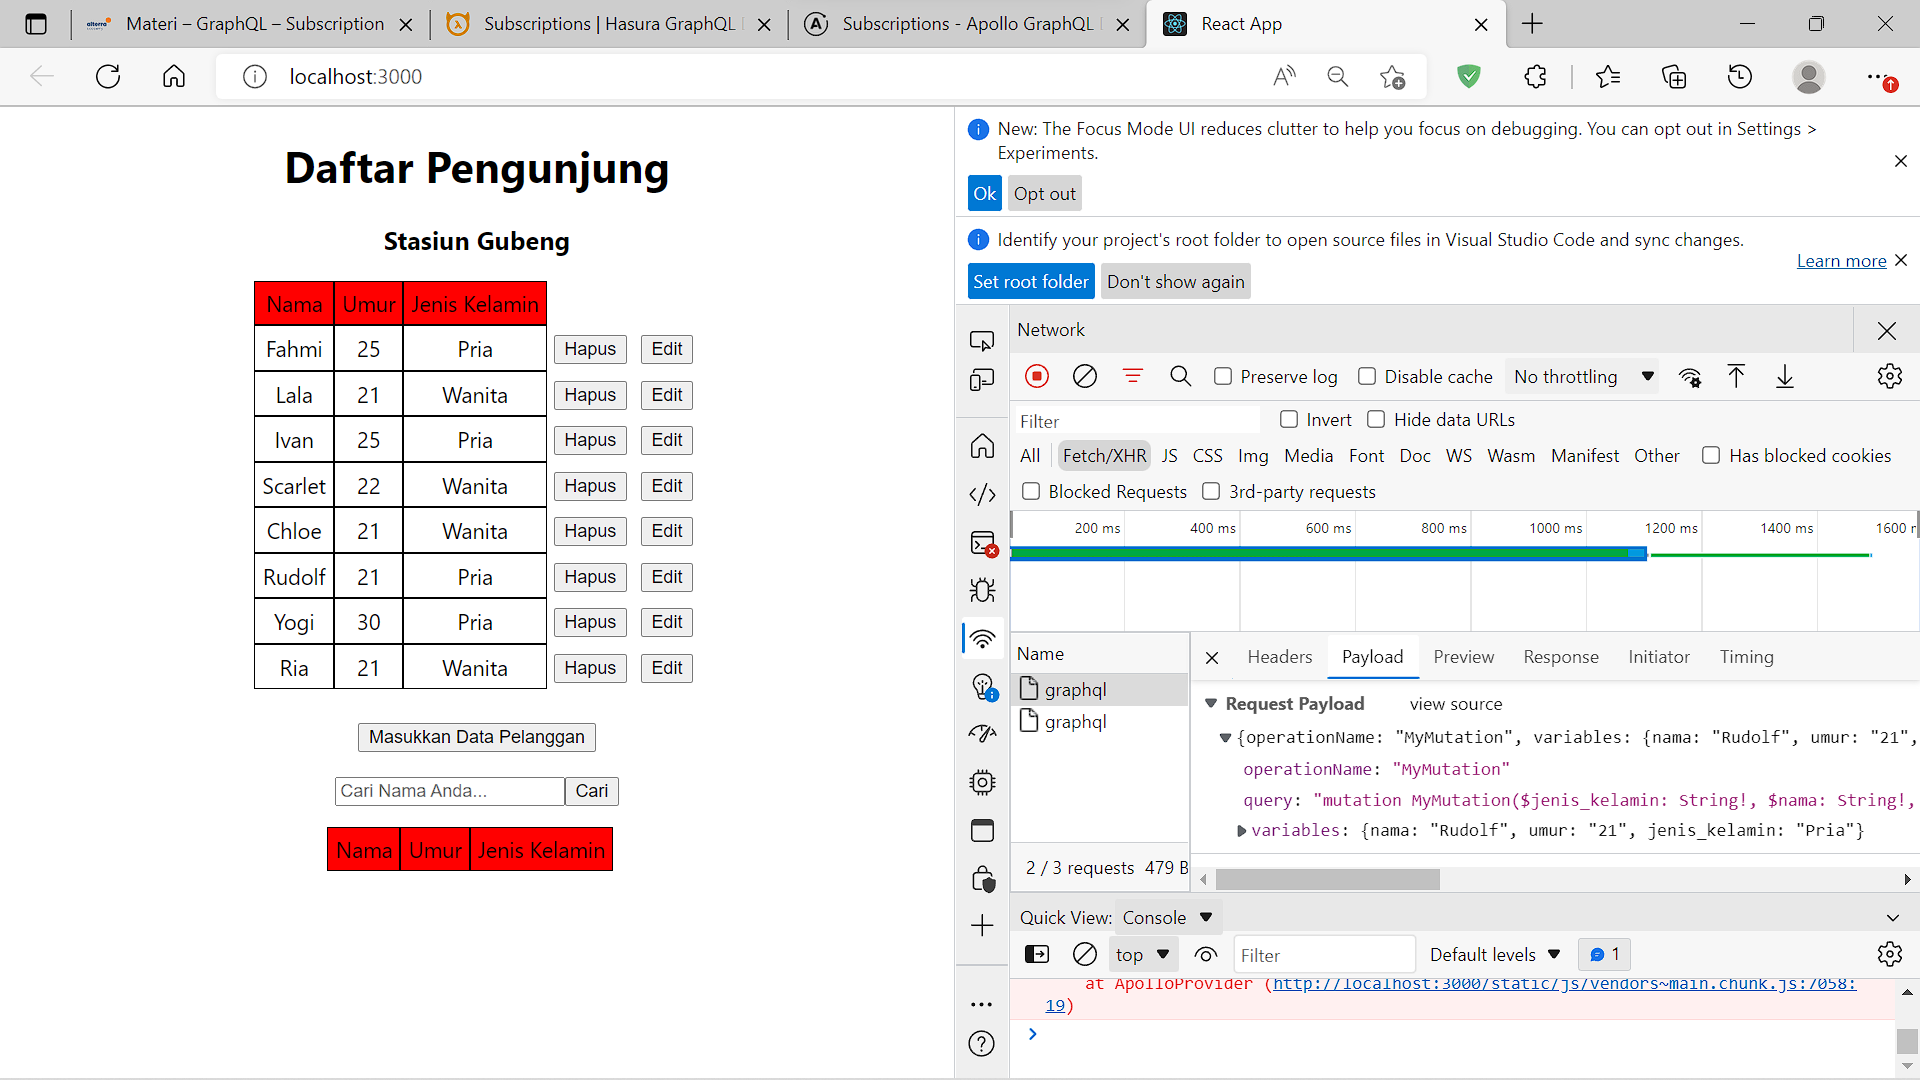 Materi – GraphQL – Subscription
Subscriptions | Hasura GraphQL
Subscriptions - Apollo GraphQL
React App
localhost:3000
Daftar Pengunjung
Stasiun Gubeng
Nama Umur Jenis Kelamin
Fahmi 25 Pria Hapus Edit
Lala 21 Wanita Hapus Edit
Ivan 25 Pria Hapus Edit
Scarlet 22 Wanita Hapus Edit
Chloe 21 Wanita Hapus Edit
Rudolf 21 Pria Hapus Edit
Yogi 30 Pria Hapus Edit
Ria 21 Wanita Hapus Edit
Masukkan Data Pelanggan
Cari Nama Anda... Cari
Nama Umur Jenis Kelamin
New: The Focus Mode UI reduces clutter to help you focus on debugging. You can opt out in Settings >
Experiments.
Ok Opt out
Identify your project's root folder to open source files in Visual Studio Code and sync changes.
Learn more
Set root folder Don't show again
Network
Preserve log Disable cache No throttling
Filter Invert Hide data URLs
All Fetch/XHR JS CSS Img Media Font Doc WS Wasm Manifest Other Has blocked cookies
Blocked Requests 3rd-party requests
200 ms 400 ms 600 ms 800 ms 1000 ms 1200 ms 1400 ms 1600
Name
graphql
graphql
2 / 3 requests 479 B
Headers Payload Preview Response Initiator Timing
Request Payload view source
{operationName: "MyMutation", variables: {nama: "Rudolf", umur: "21",
operationName: "MyMutation"
query: "mutation MyMutation($jenis_kelamin: String!, $nama: String!,
variables: {nama: "Rudolf", umur: "21", jenis_kelamin: "Pria"}
Quick View: Console
top Filter Default levels 1
at ApolloProvider (http://localhost:3000/static/js/vendors~main.chunk.js:7058:
19)